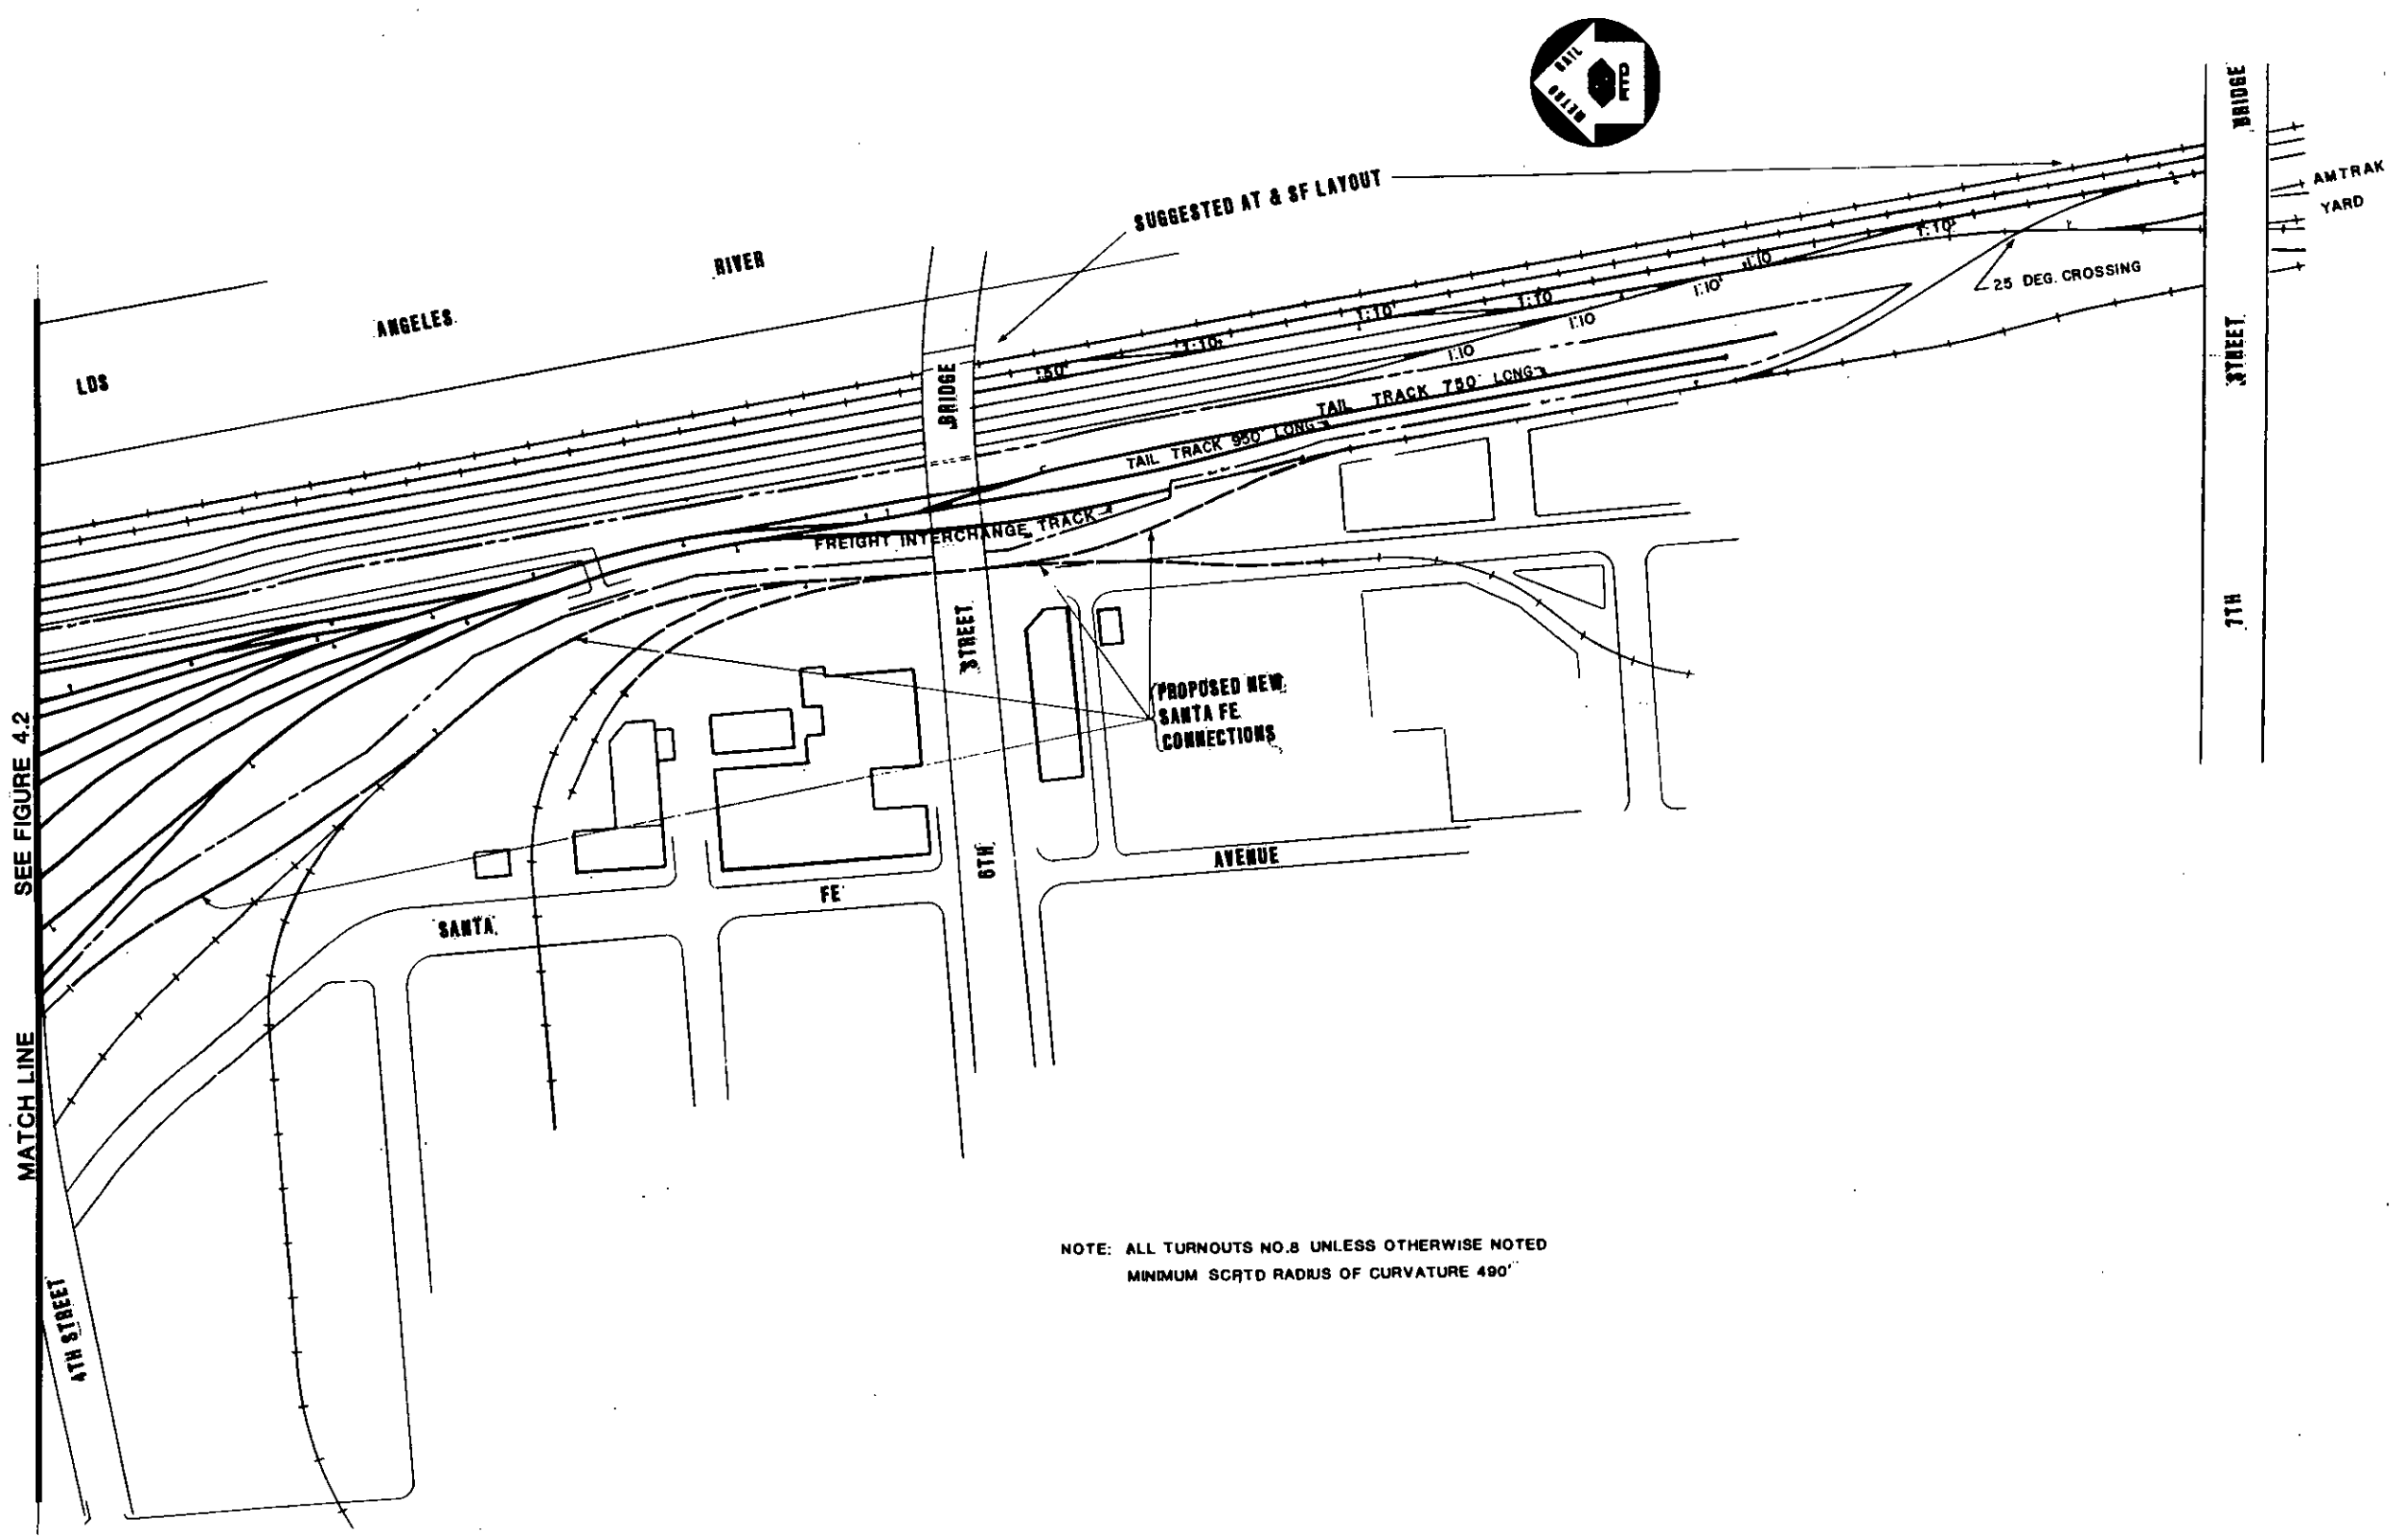 RAIL
METRO
BRIDGE
AMTRAK
YARD
SUGGESTED AT & SF LAYOUT
RIVER
ANGELES
LOS
1:10
1:10
1:10
1:10
1:10
1:10
1:10
1:10
25 DEG. CROSSING
STREET
7TH
BRIDGE
TAIL TRACK 750' LONG
TAIL TRACK 950' LONG
FREIGHT INTERCHANGE TRACK
STREET
6TH
PROPOSED NEW
SANTA FE
CONNECTIONS
SANTA FE AVENUE
SEE FIGURE 4.2
MATCH LINE
4TH STREET
NOTE: ALL TURNOUTS NO.8 UNLESS OTHERWISE NOTED
MINIMUM SCRTD RADIUS OF CURVATURE 490'